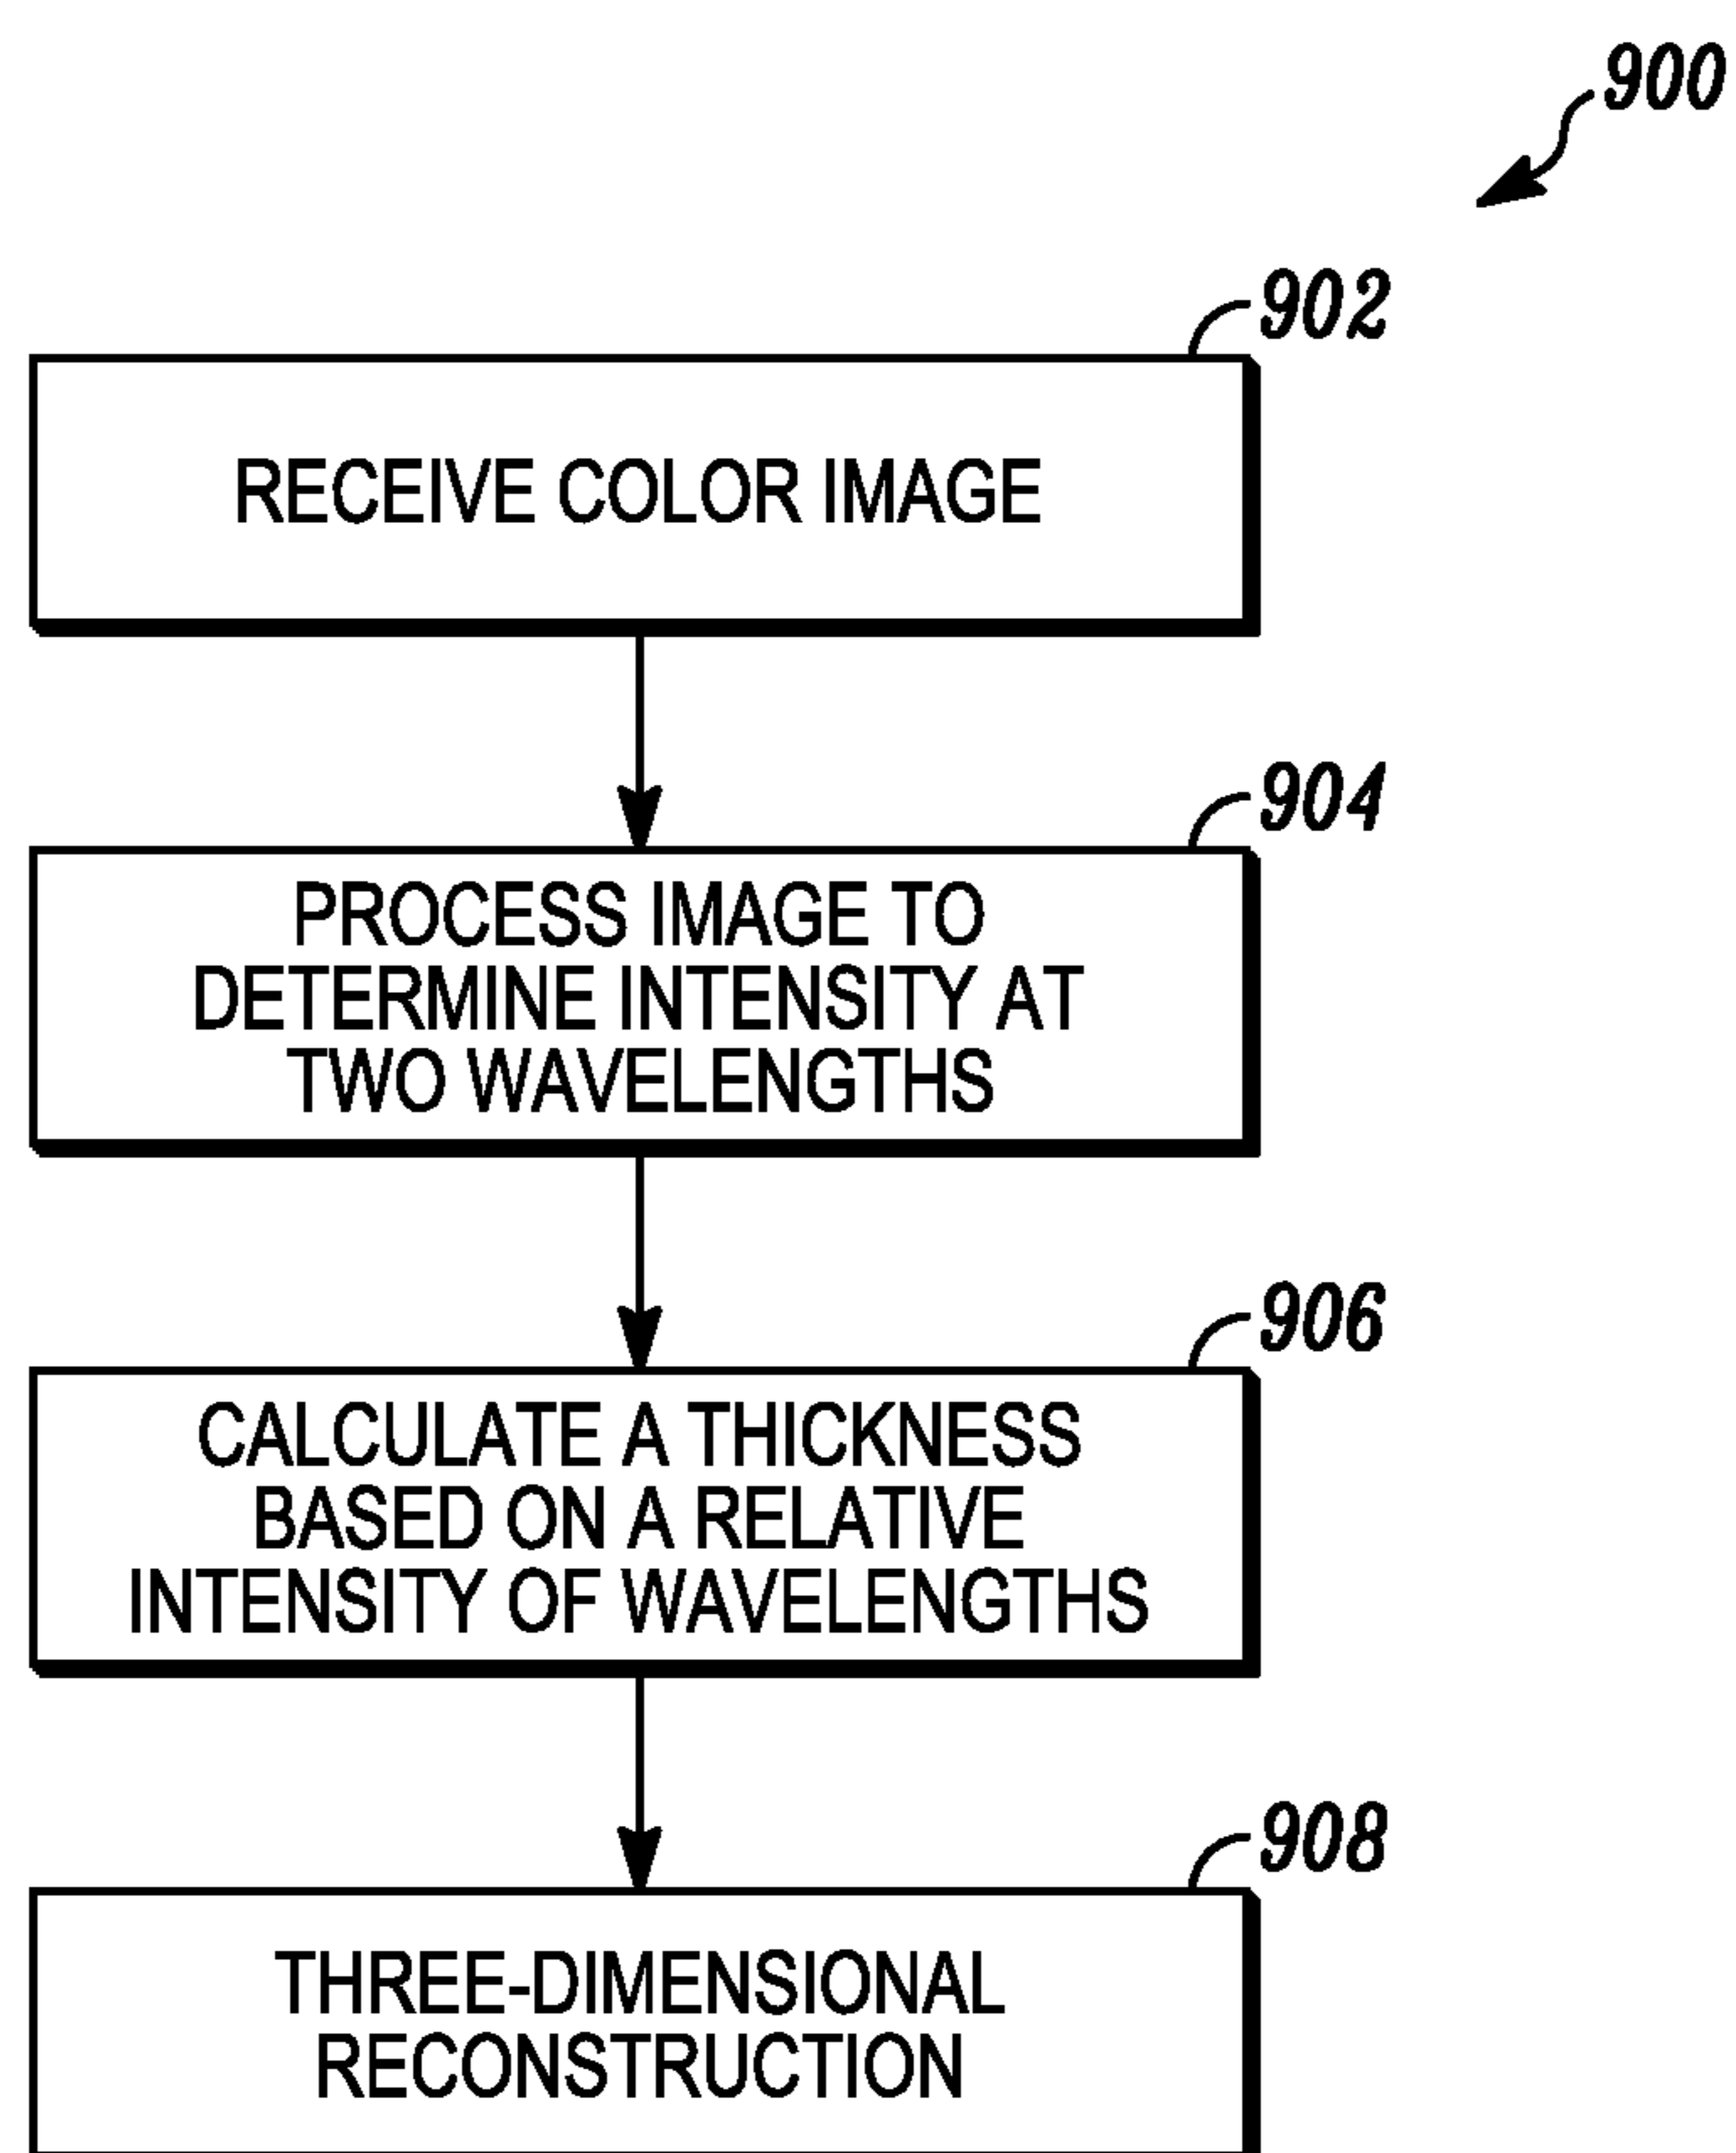 900
902
RECEIVE COLOR IMAGE
904
PROCESS IMAGE TO
DETERMINE INTENSITY AT
TWO WAVELENGTHS
906
CALCULATE A THICKNESS
BASED ON A RELATIVE
INTENSITY OF WAVELENGTHS
908
THREE-DIMENSIONAL
RECONSTRUCTION